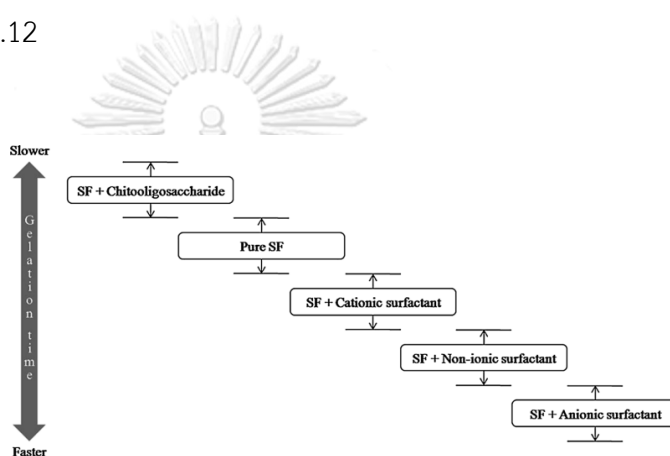 .12
Slower
SF + Chitooligosaccharide
Gelation time
Pure SF
SF + Cationic surfactant
SF + Non-ionic surfactant
SF + Anionic surfactant
Faster